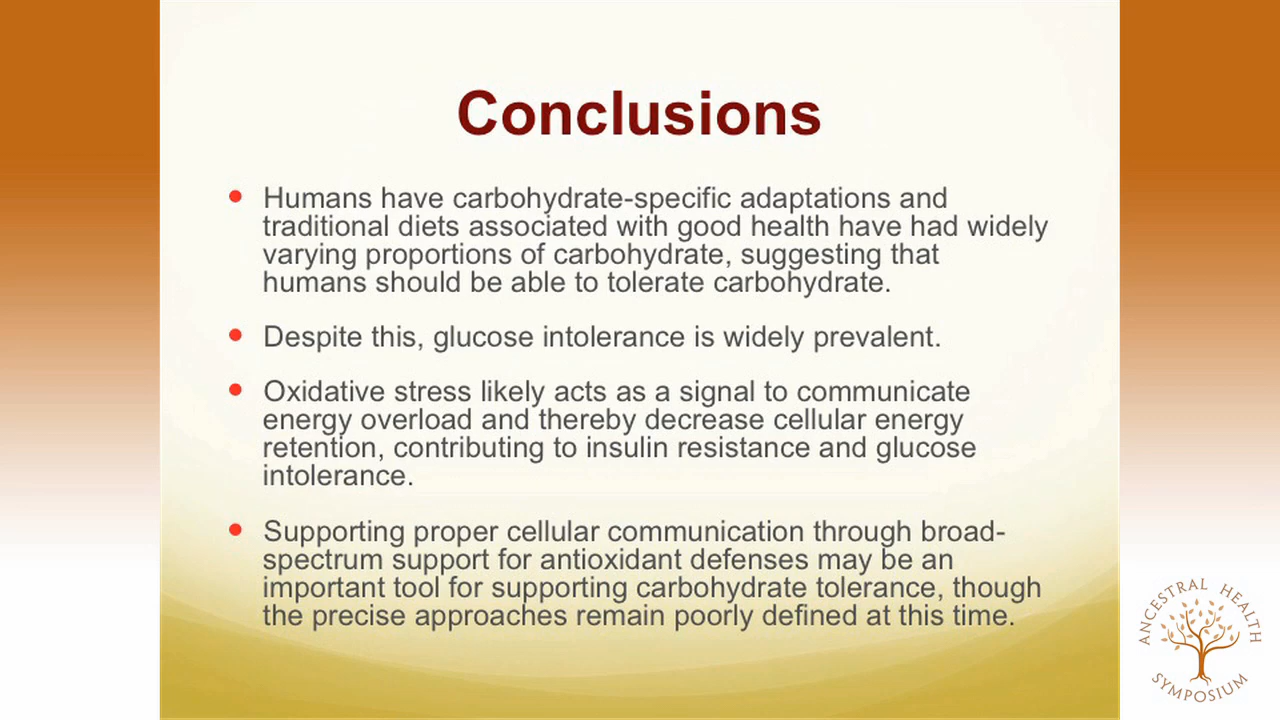 Conclusions
Humans have carbohydrate-specific adaptations and
traditional diets associated with good health have had widely
varying proportions of carbohydrate, suggesting that
humans should be able to tolerate carbohydrate.
Despite this, glucose intolerance is widely prevalent.
Oxidative stress likely acts as a signal to communicate
energy overload and thereby decrease cellular energy
retention, contributing to insulin resistance and glucose
intolerance.
Supporting proper cellular communication through broad-
spectrum support for antioxidant defenses may be an
important tool for supporting carbohydrate tolerance, though
the precise approaches remain poorly defined at this time.
ANCESTRAL HEALTH
SYMPOSIUM